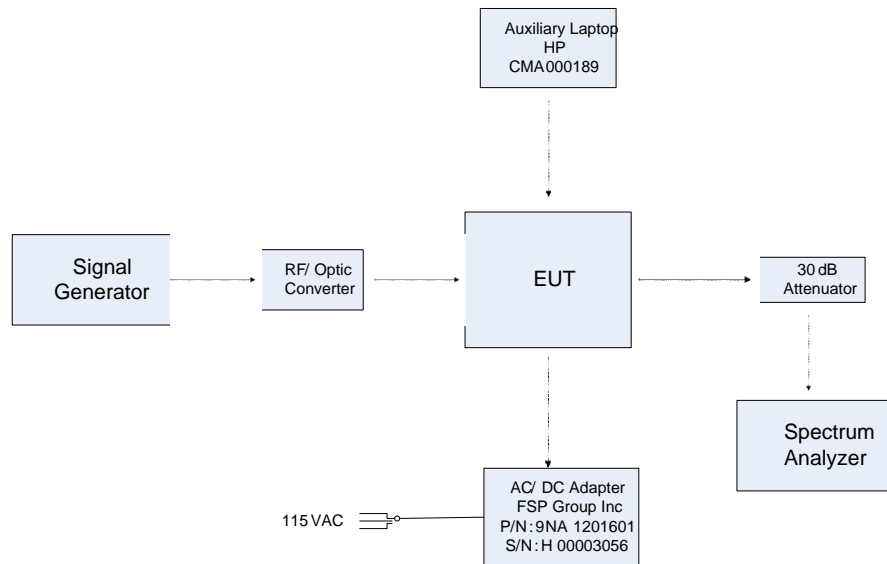 Auxiliary Laptop
HP
CMA000189
Signal
Generator
RF/ Optic
Converter
EUT
30 dB
Attenuator
Spectrum
Analyzer
AC/ DC Adapter
FSP Group Inc
P/N: 9NA 1201601
S/N: H 00003056
115 VAC